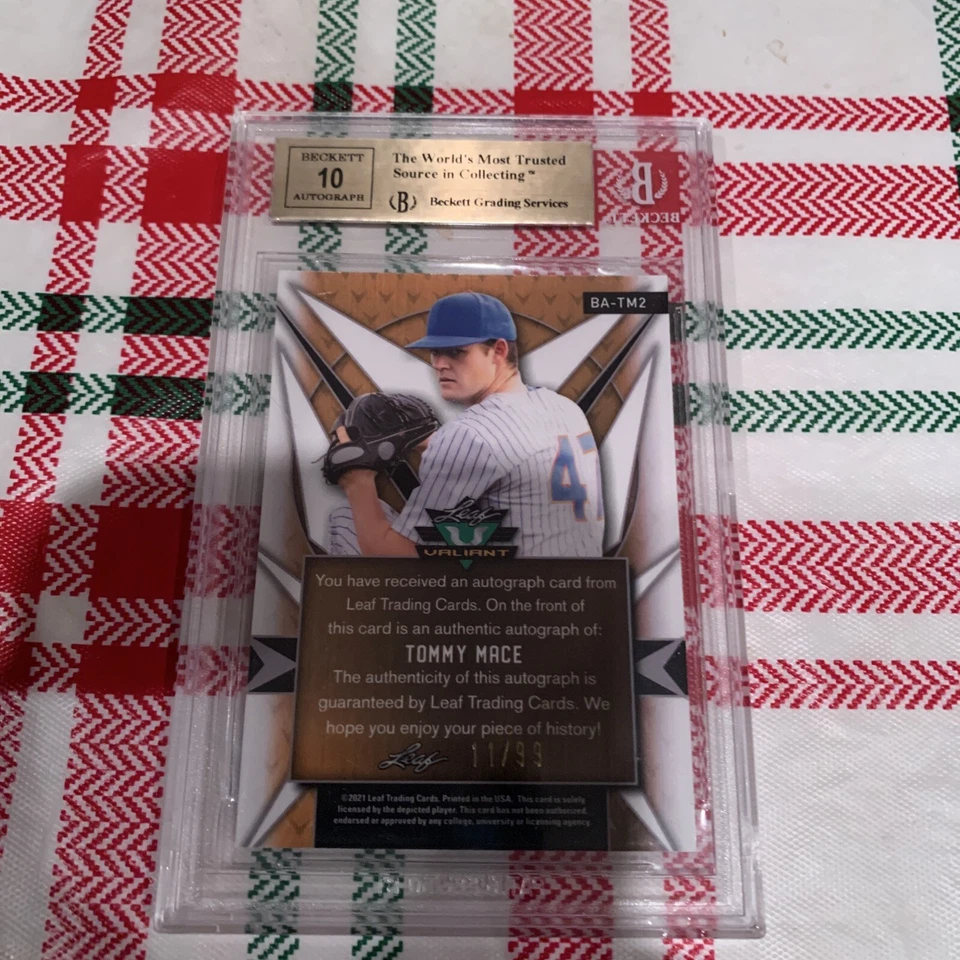 BECKETT
10
AUTOGRAPH
The World's Most Trusted
Source in Collecting™
B Beckett Grading Services
B
BECKETT
BA-TM2
47
Leaf
VALIANT
You have received an autograph card from
Leaf Trading Cards. On the front of
this card is an authentic autograph of:
TOMMY MACE
The authenticity of this autograph is
guaranteed by Leaf Trading Cards. We
hope you enjoy your piece of history!
Leaf 11/99
©2021 Leaf Trading Cards. Printed in the USA. This card is solely
licensed by the depicted player. This card has not been authorized,
endorsed or approved by any college, university or licensing agency.